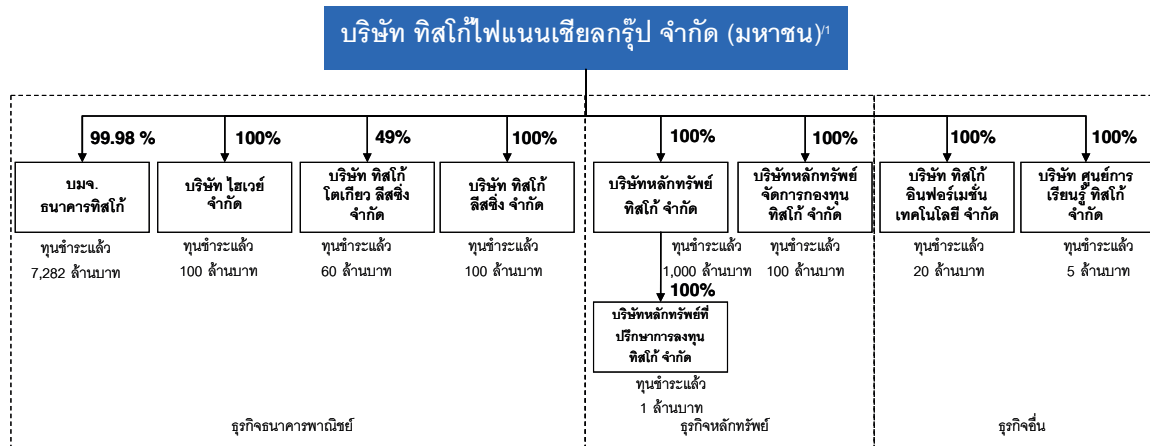 บริษัท ทิสโก้ไฟแนนเชียลกรุ๊ป จำกัด (มหาชน)/1
99.98 %
100%
49%
100%
100%
100%
100%
100%
บมจ.
ธนาคารทิสโก้
บริษัท ไฮเวย์
จำกัด
บริษัท ทิสโก้
โตเกียว ลีสซิ่ง
จำกัด
บริษัท ทิสโก้
ลีสซิ่ง จำกัด
บริษัทหลักทรัพย์
ทิสโก้ จำกัด
บริษัทหลักทรัพย์
จัดการกองทุน
ทิสโก้ จำกัด
บริษัท ทิสโก้
อินฟอร์เมชั่น
เทคโนโลยี จำกัด
บริษัท ศูนย์การ
เรียนรู้ ทิสโก้
จำกัด
ทุนชำระแล้ว
7,282 ล้านบาท
ทุนชำระแล้ว
100 ล้านบาท
ทุนชำระแล้ว
60 ล้านบาท
ทุนชำระแล้ว
100 ล้านบาท
ทุนชำระแล้ว
1,000 ล้านบาท
ทุนชำระแล้ว
100 ล้านบาท
ทุนชำระแล้ว
20 ล้านบาท
ทุนชำระแล้ว
5 ล้านบาท
100%
บริษัทหลักทรัพย์ที่
ปรึกษาการลงทุน
ทิสโก้ จำกัด
ทุนชำระแล้ว
1 ล้านบาท
ธุรกิจธนาคารพาณิชย์
ธุรกิจหลักทรัพย์
ธุรกิจอื่น